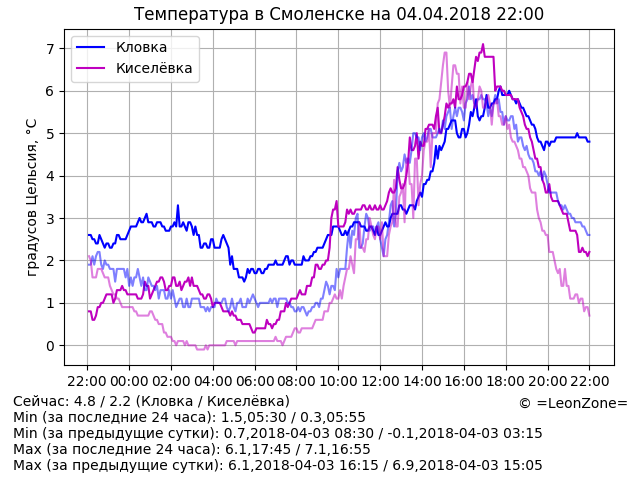 Температура в Смоленске на 04.04.2018 22:00
Кловка
Киселёвка
градусов Цельсия, °C
7
6
5
4
3
2
1
0
22:00 00:00 02:00 04:00 06:00 08:00 10:00 12:00 14:00 16:00 18:00 20:00 22:00
Сейчас: 4.8 / 2.2 (Кловка / Киселёвка)
© =LeonZone=
Min (за последние 24 часа): 1.5,05:30 / 0.3,05:55
Min (за предыдущие сутки): 0.7,2018-04-03 08:30 / -0.1,2018-04-03 03:15
Max (за последние 24 часа): 6.1,17:45 / 7.1,16:55
Max (за предыдущие сутки): 6.1,2018-04-03 16:15 / 6.9,2018-04-03 15:05